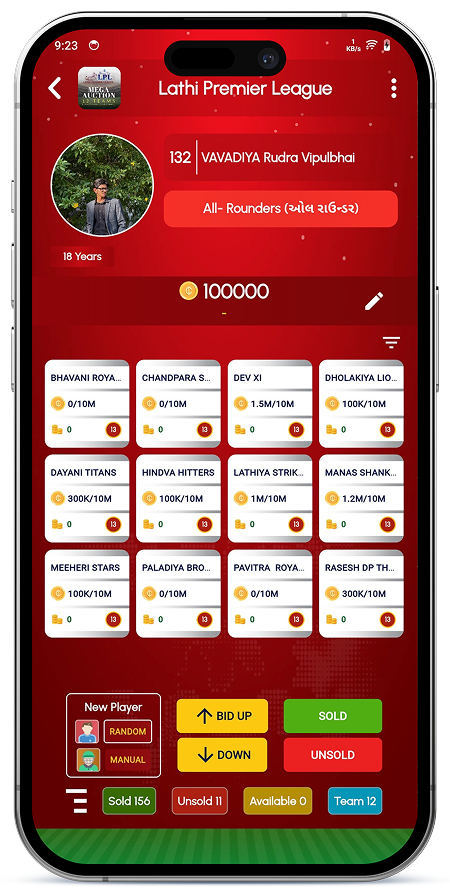 9:23
1
KB/s
LPL
MEGA
AUCTION
12 TEAMS
Lathi Premier League
132 VAVADIYA Rudra Vipulbhai
All- Rounders (ઓલ રાઉન્ડર)
18 Years
100000
-
BHAVANI ROYA... CHANDPARA S... DEV XI DHOLAKIYA LIO...
0/10M 0/10M 1.5M/10M 100K/10M
0 13 0 13 0 13 0 13
DAYANI TITANS HINDVA HITTERS LATHIYA STRIK... MANAS SHANK...
300K/10M 100K/10M 1M/10M 1.2M/10M
0 13 0 13 0 13 0 13
MEEHERI STARS PALADIYA BRO... PAVITRA ROYA... RASESH DP TH...
100K/10M 0/10M 0/10M 300K/10M
0 13 0 13 0 13 0 13
New Player
RANDOM
MANUAL
BID UP SOLD
DOWN UNSOLD
Sold 156 Unsold 11 Available 0 Team 12